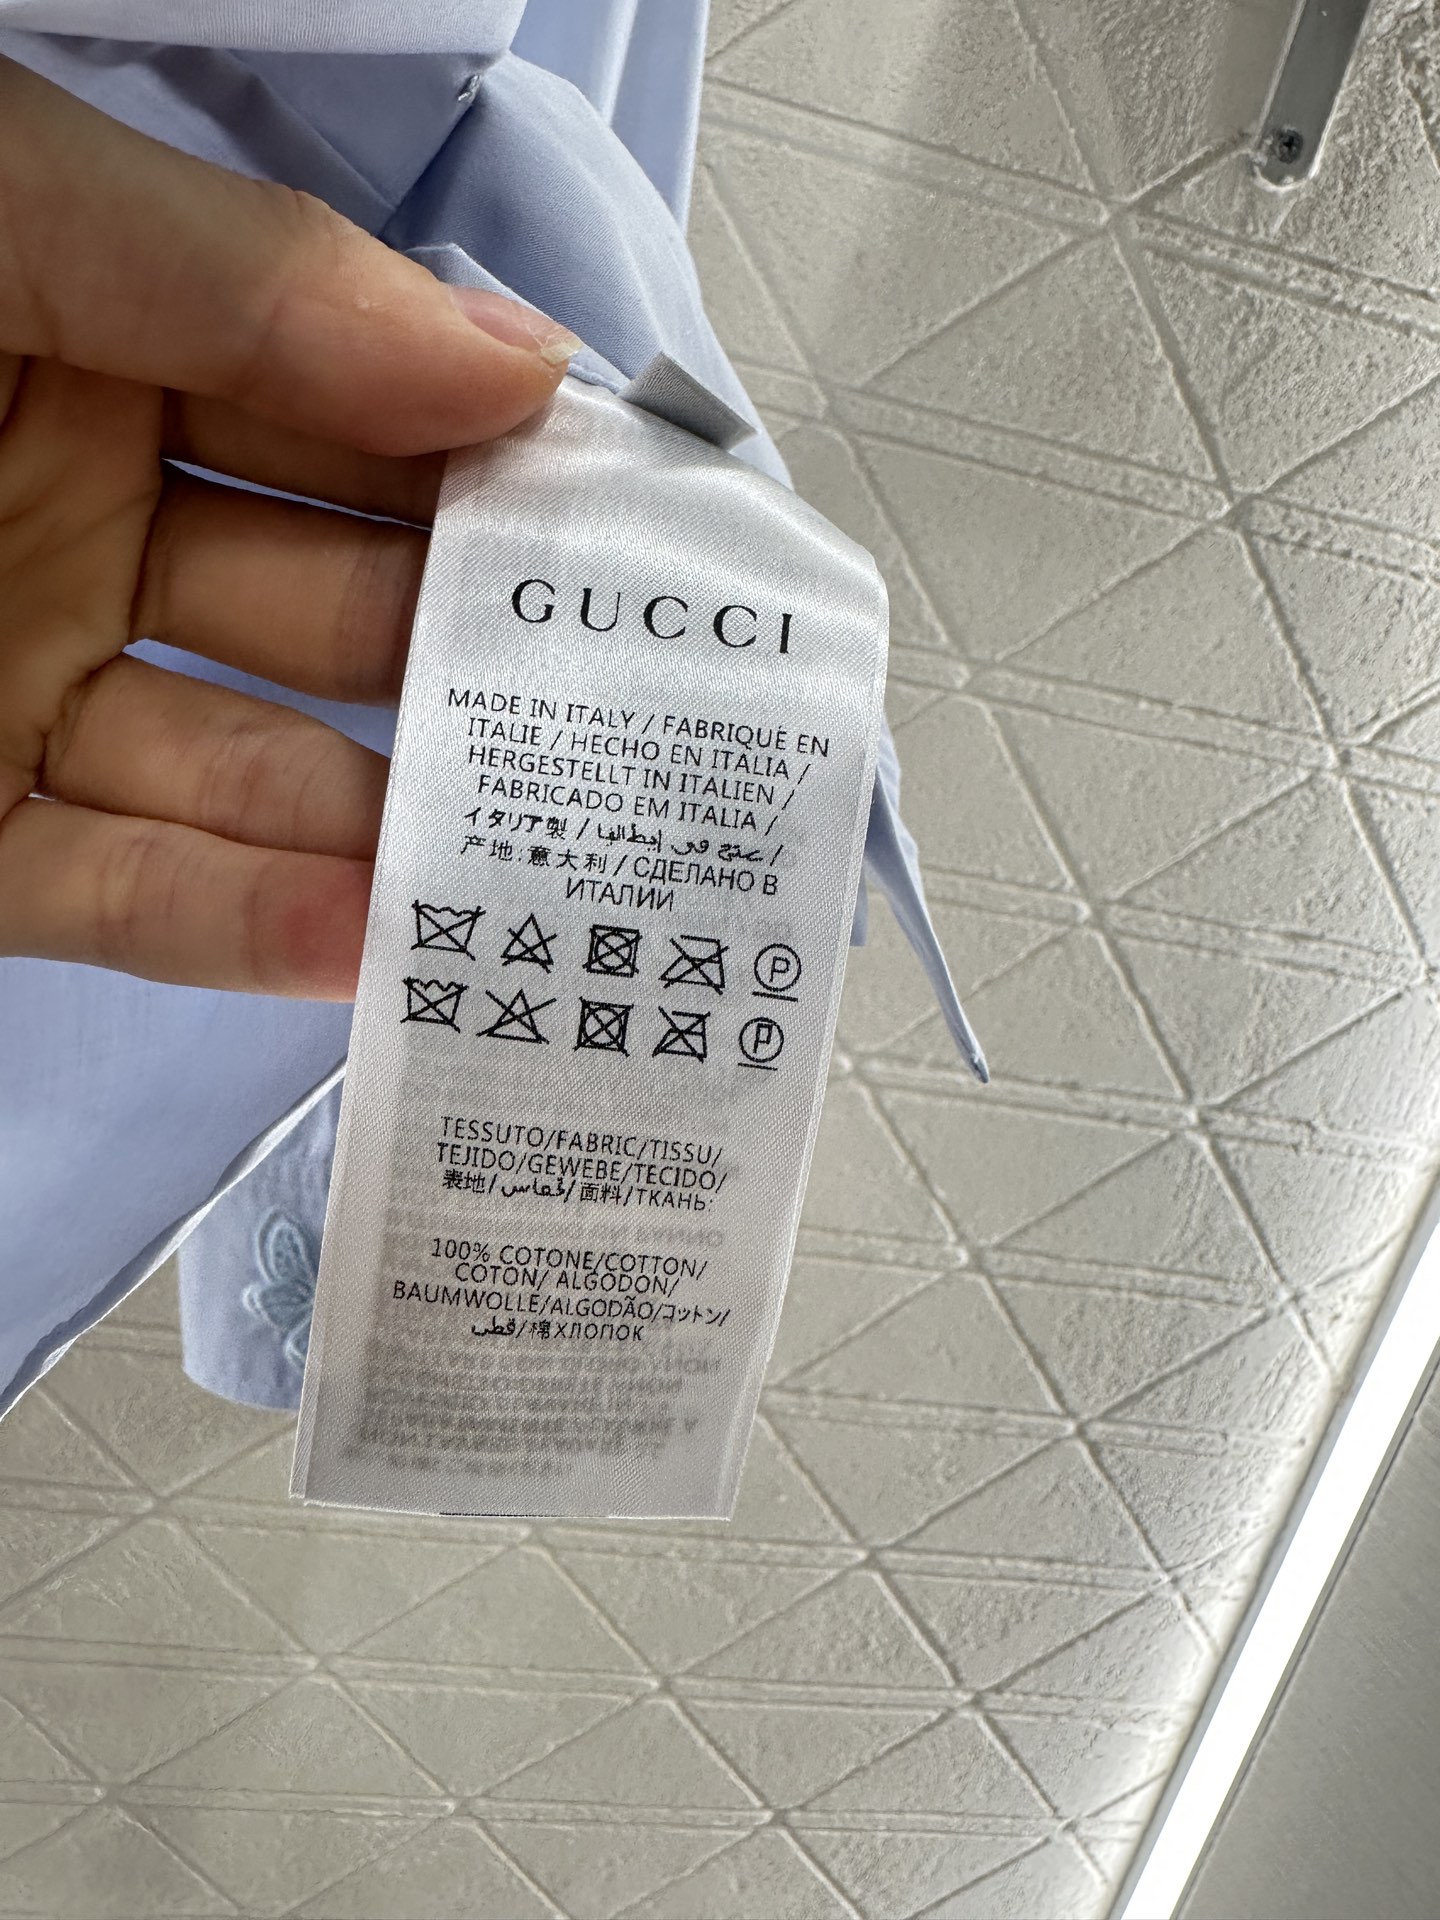 GUCCI
MADE IN ITALY / FABRIQUÉ EN
ITALIE / HECHO EN ITALIA /
HERGESTELLT IN ITALIEN /
FABRICADO EM ITALIA /
イタリア製 / في إيطاليا /
产地:意大利 / СДЕЛАНО В
ИТАЛИИ
P
P
TESSUTO/FABRIC/TISSU/
TEJIDO/GEWEBE/TECIDO/
表地/قماس/面料/ТКАНЬ:
100% COTONE/COTTON/
COTON/ ALGODON/
BAUMWOLLE/ALGODÃO/コットン/
قطن/棉ХЛОПОК